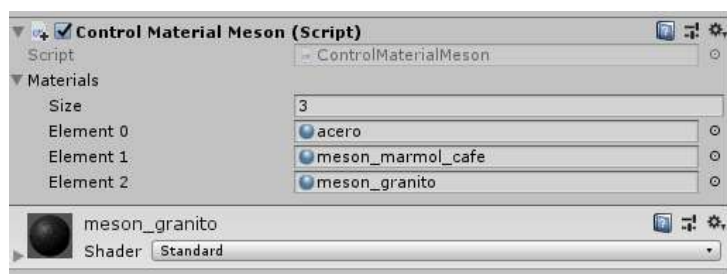 Control Material Meson (Script)
Script ControlMaterialMeson
Materials
Size 3
Element 0 acero
Element 1 meson_marmol_cafe
Element 2 meson_granito
meson_granito
Shader Standard